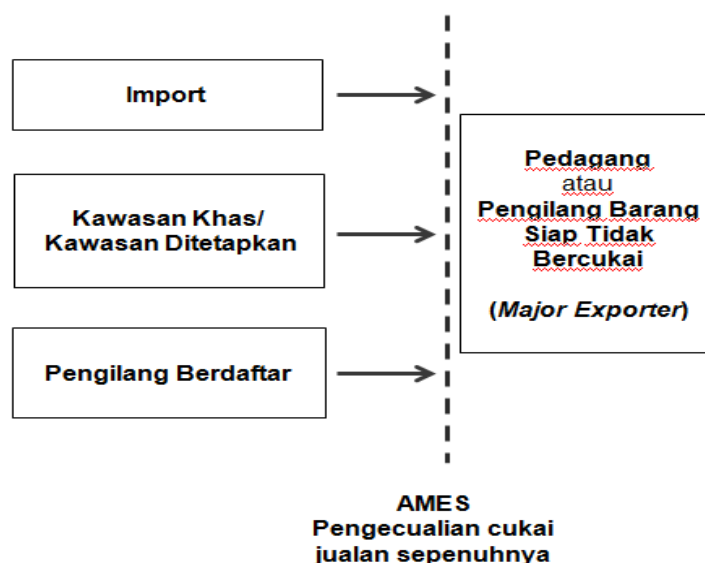 Import
Kawasan Khas/
Kawasan Ditetapkan
Pengilang Berdaftar
Pedagang
atau
Pengilang Barang
Siap Tidak
Bercukai
(Major Exporter)
AMES
Pengecualian cukai
jualan sepenuhnya